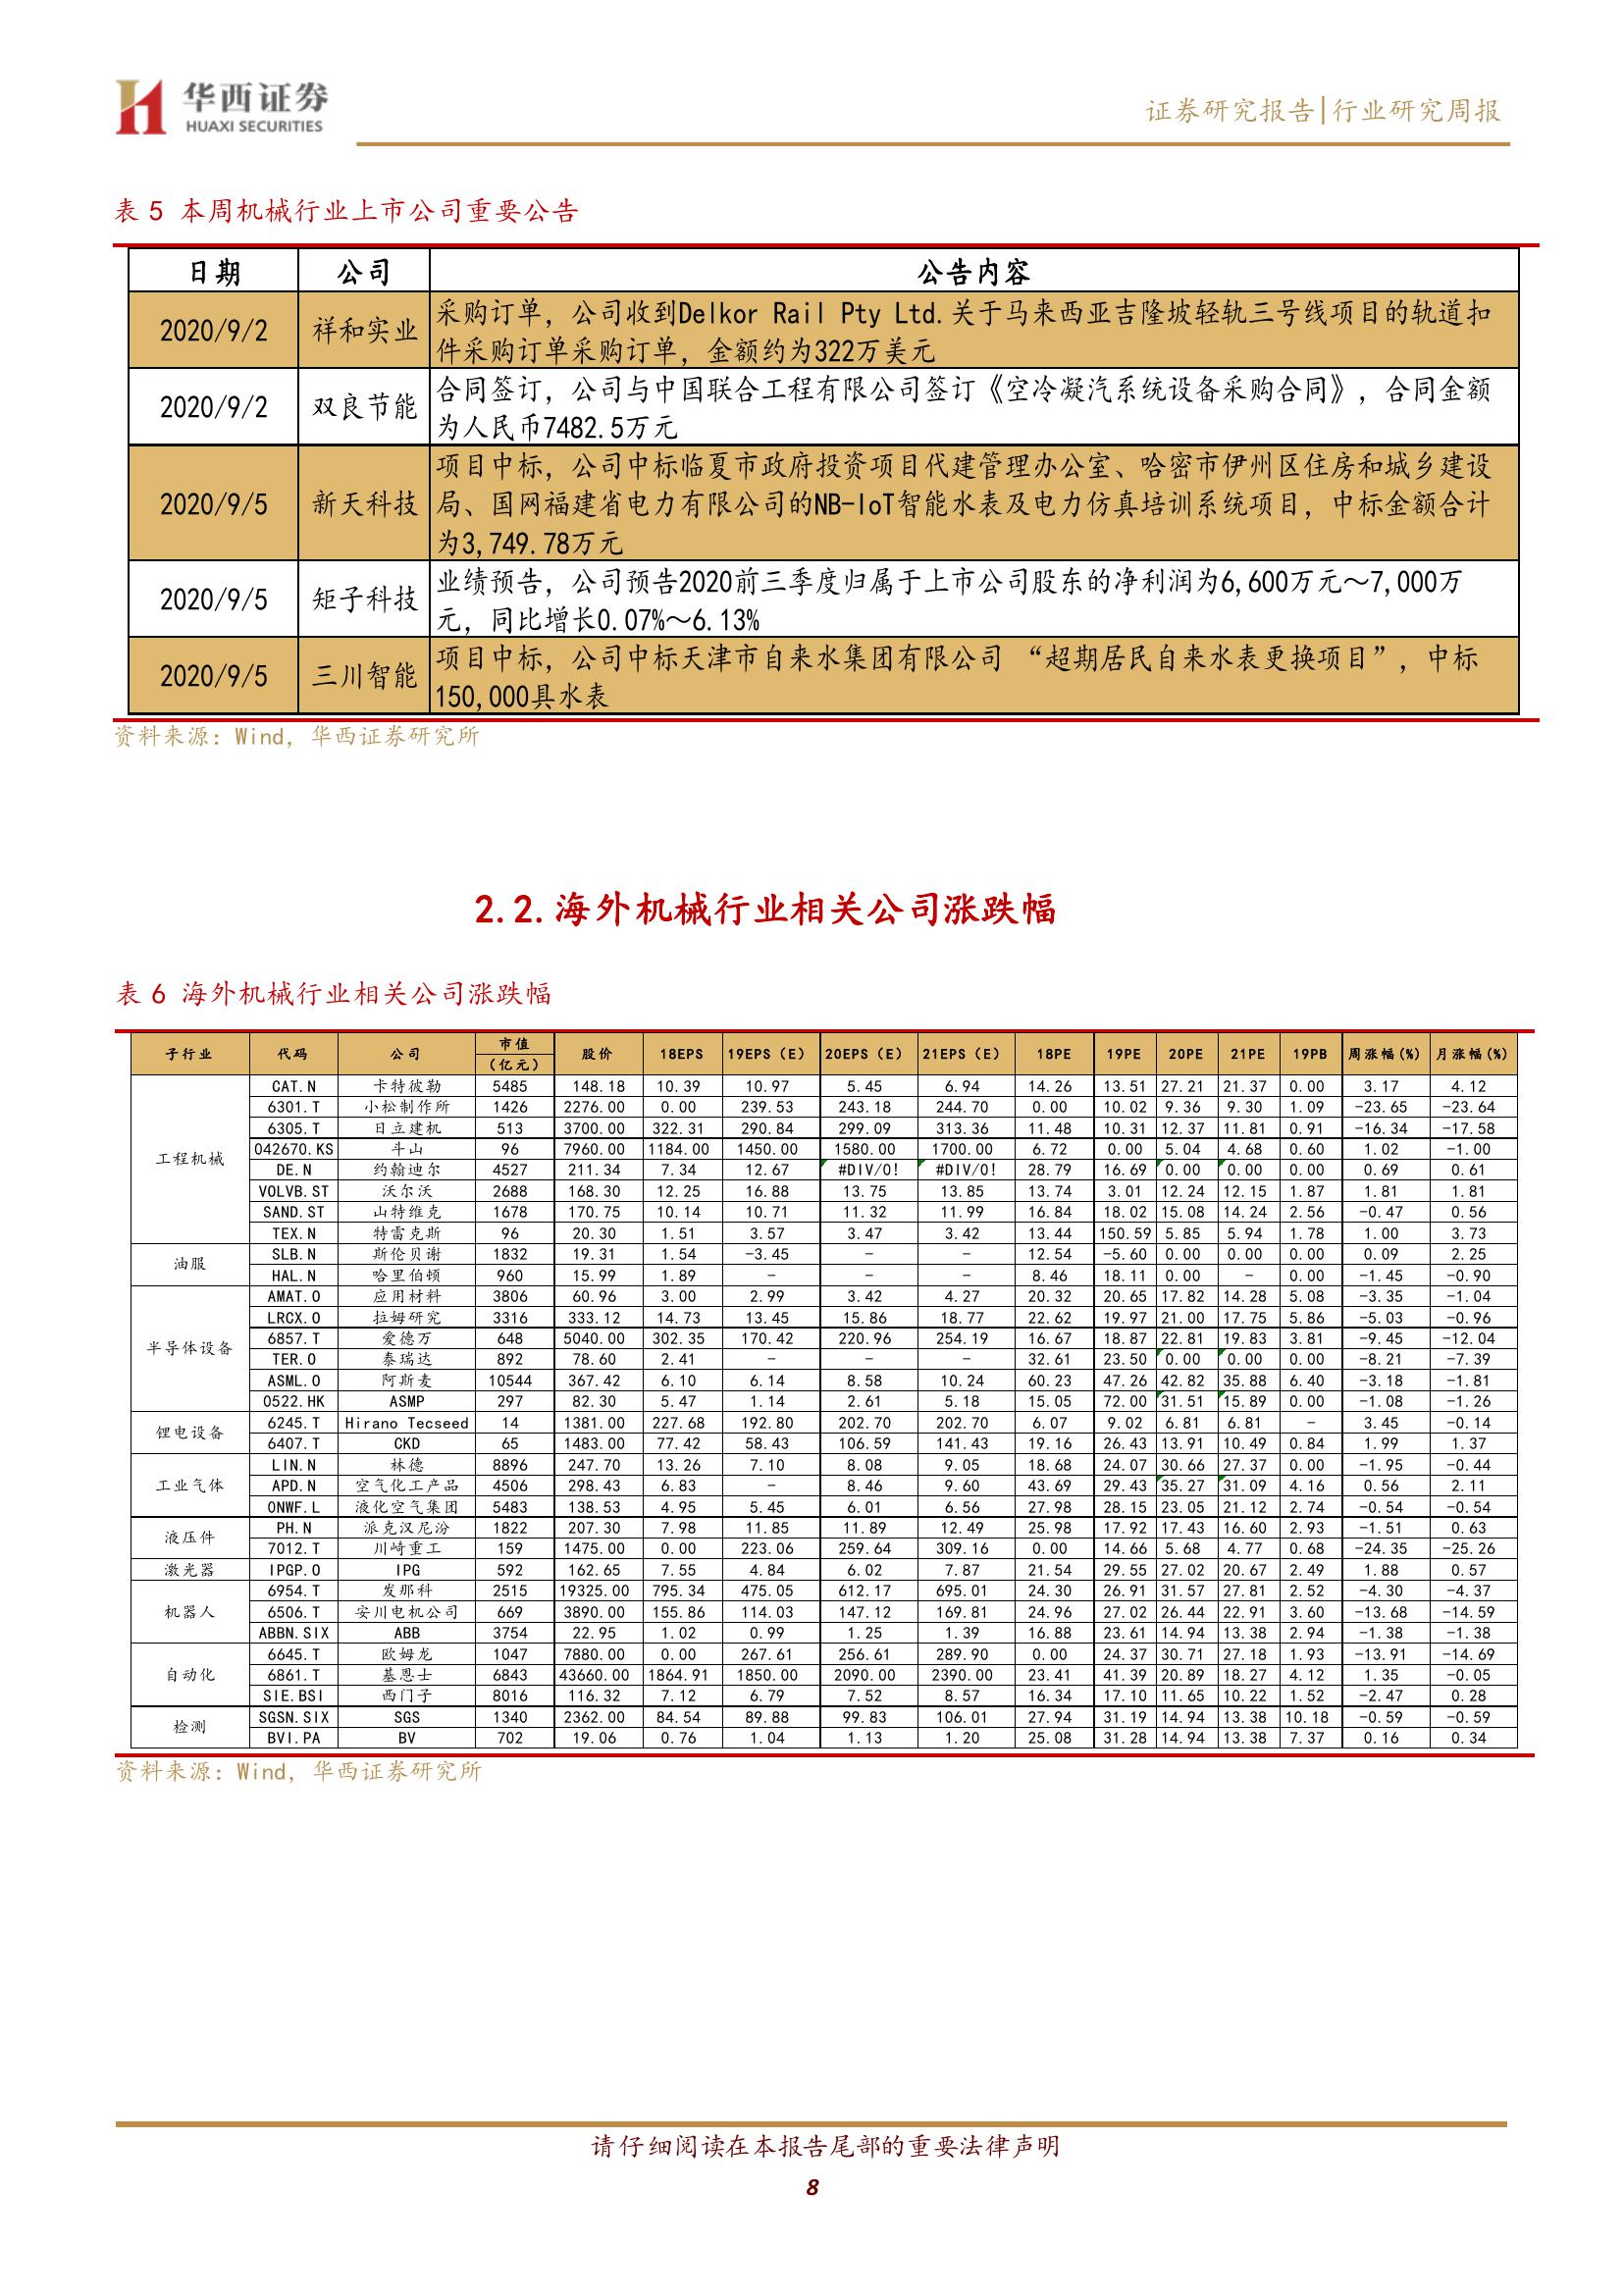 华西证券
HUAXI SECURITIES
证券研究报告|行业研究周报
表 5 本周机械行业上市公司重要公告
日期 公司 公告内容
2020/9/2 祥和实业 采购订单，公司收到Delkor Rail Pty Ltd.关于马来西亚吉隆坡轻轨三号线项目的轨道扣
件采购订单采购订单，金额约为322万美元
2020/9/2 双良节能 合同签订，公司与中国联合工程有限公司签订《空冷凝汽系统设备采购合同》，合同金额
为人民币7482.5万元
项目中标，公司中标临夏市政府投资项目代建管理办公室、哈密市伊州区住房和城乡建设
2020/9/5 新天科技 局、国网福建省电力有限公司的NB-IoT智能水表及电力仿真培训系统项目，中标金额合计
为3,749.78万元
2020/9/5 矩子科技 业绩预告，公司预告2020前三季度归属于上市公司股东的净利润为6,600万元～7,000万
元，同比增长0.07%～6.13%
2020/9/5 三川智能 项目中标，公司中标天津市自来水集团有限公司 “超期居民自来水表更换项目”，中标
150,000具水表
资料来源：Wind，华西证券研究所
2.2.海外机械行业相关公司涨跌幅
表 6 海外机械行业相关公司涨跌幅
子行业 代码 公司 市值（亿元） 股价 18EPS 19EPS（E） 20EPS（E） 21EPS（E） 18PE 19PE 20PE 21PE 19PB 周涨幅(%) 月涨幅(%)
工程机械 CAT.N 卡特彼勒 5485 148.18 10.39 10.97 5.45 6.94 14.26 13.51 27.21 21.37 0.00 3.17 4.12
6301.T 小松制作所 1426 2276.00 0.00 239.53 243.18 244.70 0.00 10.02 9.36 9.30 1.09 -23.65 -23.64
6305.T 日立建机 513 3700.00 322.31 290.84 299.09 313.36 11.48 10.31 12.37 11.81 0.91 -16.34 -17.58
042670.KS 斗山 96 7960.00 1184.00 1450.00 1580.00 1700.00 6.72 0.00 5.04 4.68 0.60 1.02 -1.00
DE.N 约翰迪尔 4527 211.34 7.34 12.67 #DIV/0! #DIV/0! 28.79 16.69 0.00 0.00 0.00 0.69 0.61
VOLVB.ST 沃尔沃 2688 168.30 12.25 16.88 13.75 13.85 13.74 3.01 12.24 12.15 1.87 1.81 1.81
SAND.ST 山特维克 1678 170.75 10.14 10.71 11.32 11.99 16.84 18.02 15.08 14.24 2.56 -0.47 0.56
TEX.N 特雷克斯 96 20.30 1.51 3.57 3.47 3.42 13.44 150.59 5.85 5.94 1.78 1.00 3.73
油服 SLB.N 斯伦贝谢 1832 19.31 1.54 -3.45 - - 12.54 -5.60 0.00 0.00 0.00 0.09 2.25
HAL.N 哈里伯顿 960 15.99 1.89 - - - 8.46 18.11 0.00 - 0.00 -1.45 -0.90
半导体设备 AMAT.O 应用材料 3806 60.96 3.00 2.99 3.42 4.27 20.32 20.65 17.82 14.28 5.08 -3.35 -1.04
LRCX.O 拉姆研究 3316 333.12 14.73 13.45 15.86 18.77 22.62 19.97 21.00 17.75 5.86 -5.03 -0.96
6857.T 爱德万 648 5040.00 302.35 170.42 220.96 254.19 16.67 18.87 22.81 19.83 3.81 -9.45 -12.04
TER.O 泰瑞达 892 78.60 2.41 - - - 32.61 23.50 0.00 0.00 0.00 -8.21 -7.39
ASML.O 阿斯麦 10544 367.42 6.10 6.14 8.58 10.24 60.23 47.26 42.82 35.88 6.40 -3.18 -1.81
0522.HK ASMP 297 82.30 5.47 1.14 2.61 5.18 15.05 72.00 31.51 15.89 0.00 -1.08 -1.26
锂电设备 6245.T Hirano Tecseed 14 1381.00 227.68 192.80 202.70 202.70 6.07 9.02 6.81 6.81 - 3.45 -0.14
6407.T CKD 65 1483.00 77.42 58.43 106.59 141.43 19.16 26.43 13.91 10.49 0.84 1.99 1.37
工业气体 LIN.N 林德 8896 247.70 13.26 7.10 8.08 9.05 18.68 24.07 30.66 27.37 0.00 -1.95 -0.44
APD.N 空气化工产品 4506 298.43 6.83 - 8.46 9.60 43.69 29.43 35.27 31.09 4.16 0.56 2.11
0NWF.L 液化空气集团 5483 138.53 4.95 5.45 6.01 6.56 27.98 28.15 23.05 21.12 2.74 -0.54 -0.54
液压件 PH.N 派克汉尼汾 1822 207.30 7.98 11.85 11.89 12.49 25.98 17.92 17.43 16.60 2.93 -1.51 0.63
7012.T 川崎重工 159 1475.00 0.00 223.06 259.64 309.16 0.00 14.66 5.68 4.77 0.68 -24.35 -25.26
激光器 IPGP.O IPG 592 162.65 7.55 4.84 6.02 7.87 21.54 29.55 27.02 20.67 2.49 1.88 0.57
机器人 6954.T 发那科 2515 19325.00 795.34 475.05 612.17 695.01 24.30 26.91 31.57 27.81 2.52 -4.30 -4.37
6506.T 安川电机公司 669 3890.00 155.86 114.03 147.12 169.81 24.96 27.02 26.44 22.91 3.60 -13.68 -14.59
ABBN.SIX ABB 3754 22.95 1.02 0.99 1.25 1.39 16.88 23.61 14.94 13.38 2.94 -1.38 -1.38
自动化 6645.T 欧姆龙 1047 7880.00 0.00 267.61 256.61 289.90 0.00 24.37 30.71 27.18 1.93 -13.91 -14.69
6861.T 基恩士 6843 43660.00 1864.91 1850.00 2090.00 2390.00 23.41 41.39 20.89 18.27 4.12 1.35 -0.05
SIE.BSI 西门子 8016 116.32 7.12 6.79 7.52 8.57 16.34 17.10 11.65 10.22 1.52 -2.47 0.28
检测 SGSN.SIX SGS 1340 2362.00 84.54 89.88 99.83 106.01 27.94 31.19 14.94 13.38 10.18 -0.59 -0.59
BVI.PA BV 702 19.06 0.76 1.04 1.13 1.20 25.08 31.28 14.94 13.38 7.37 0.16 0.34
资料来源：Wind，华西证券研究所
请仔细阅读在本报告尾部的重要法律声明
8